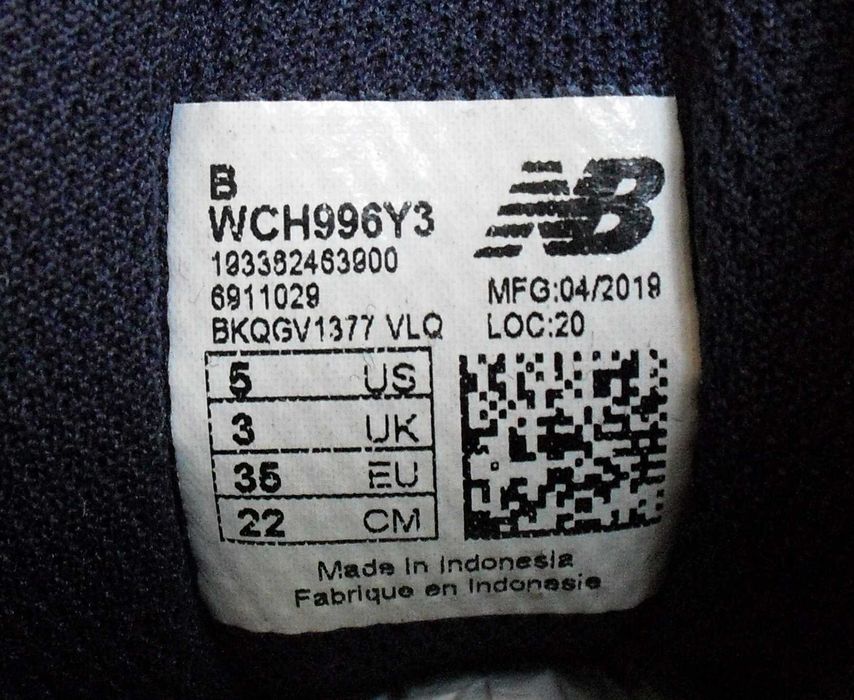 B
WCH996Y3
NB
193362463900
6911029
MFG:04/2019
BKQGV1377 VLQ
LOC:20
5 US
3 UK
35 EU
22 CM
Made in Indonesia
Fabrique en Indonesie